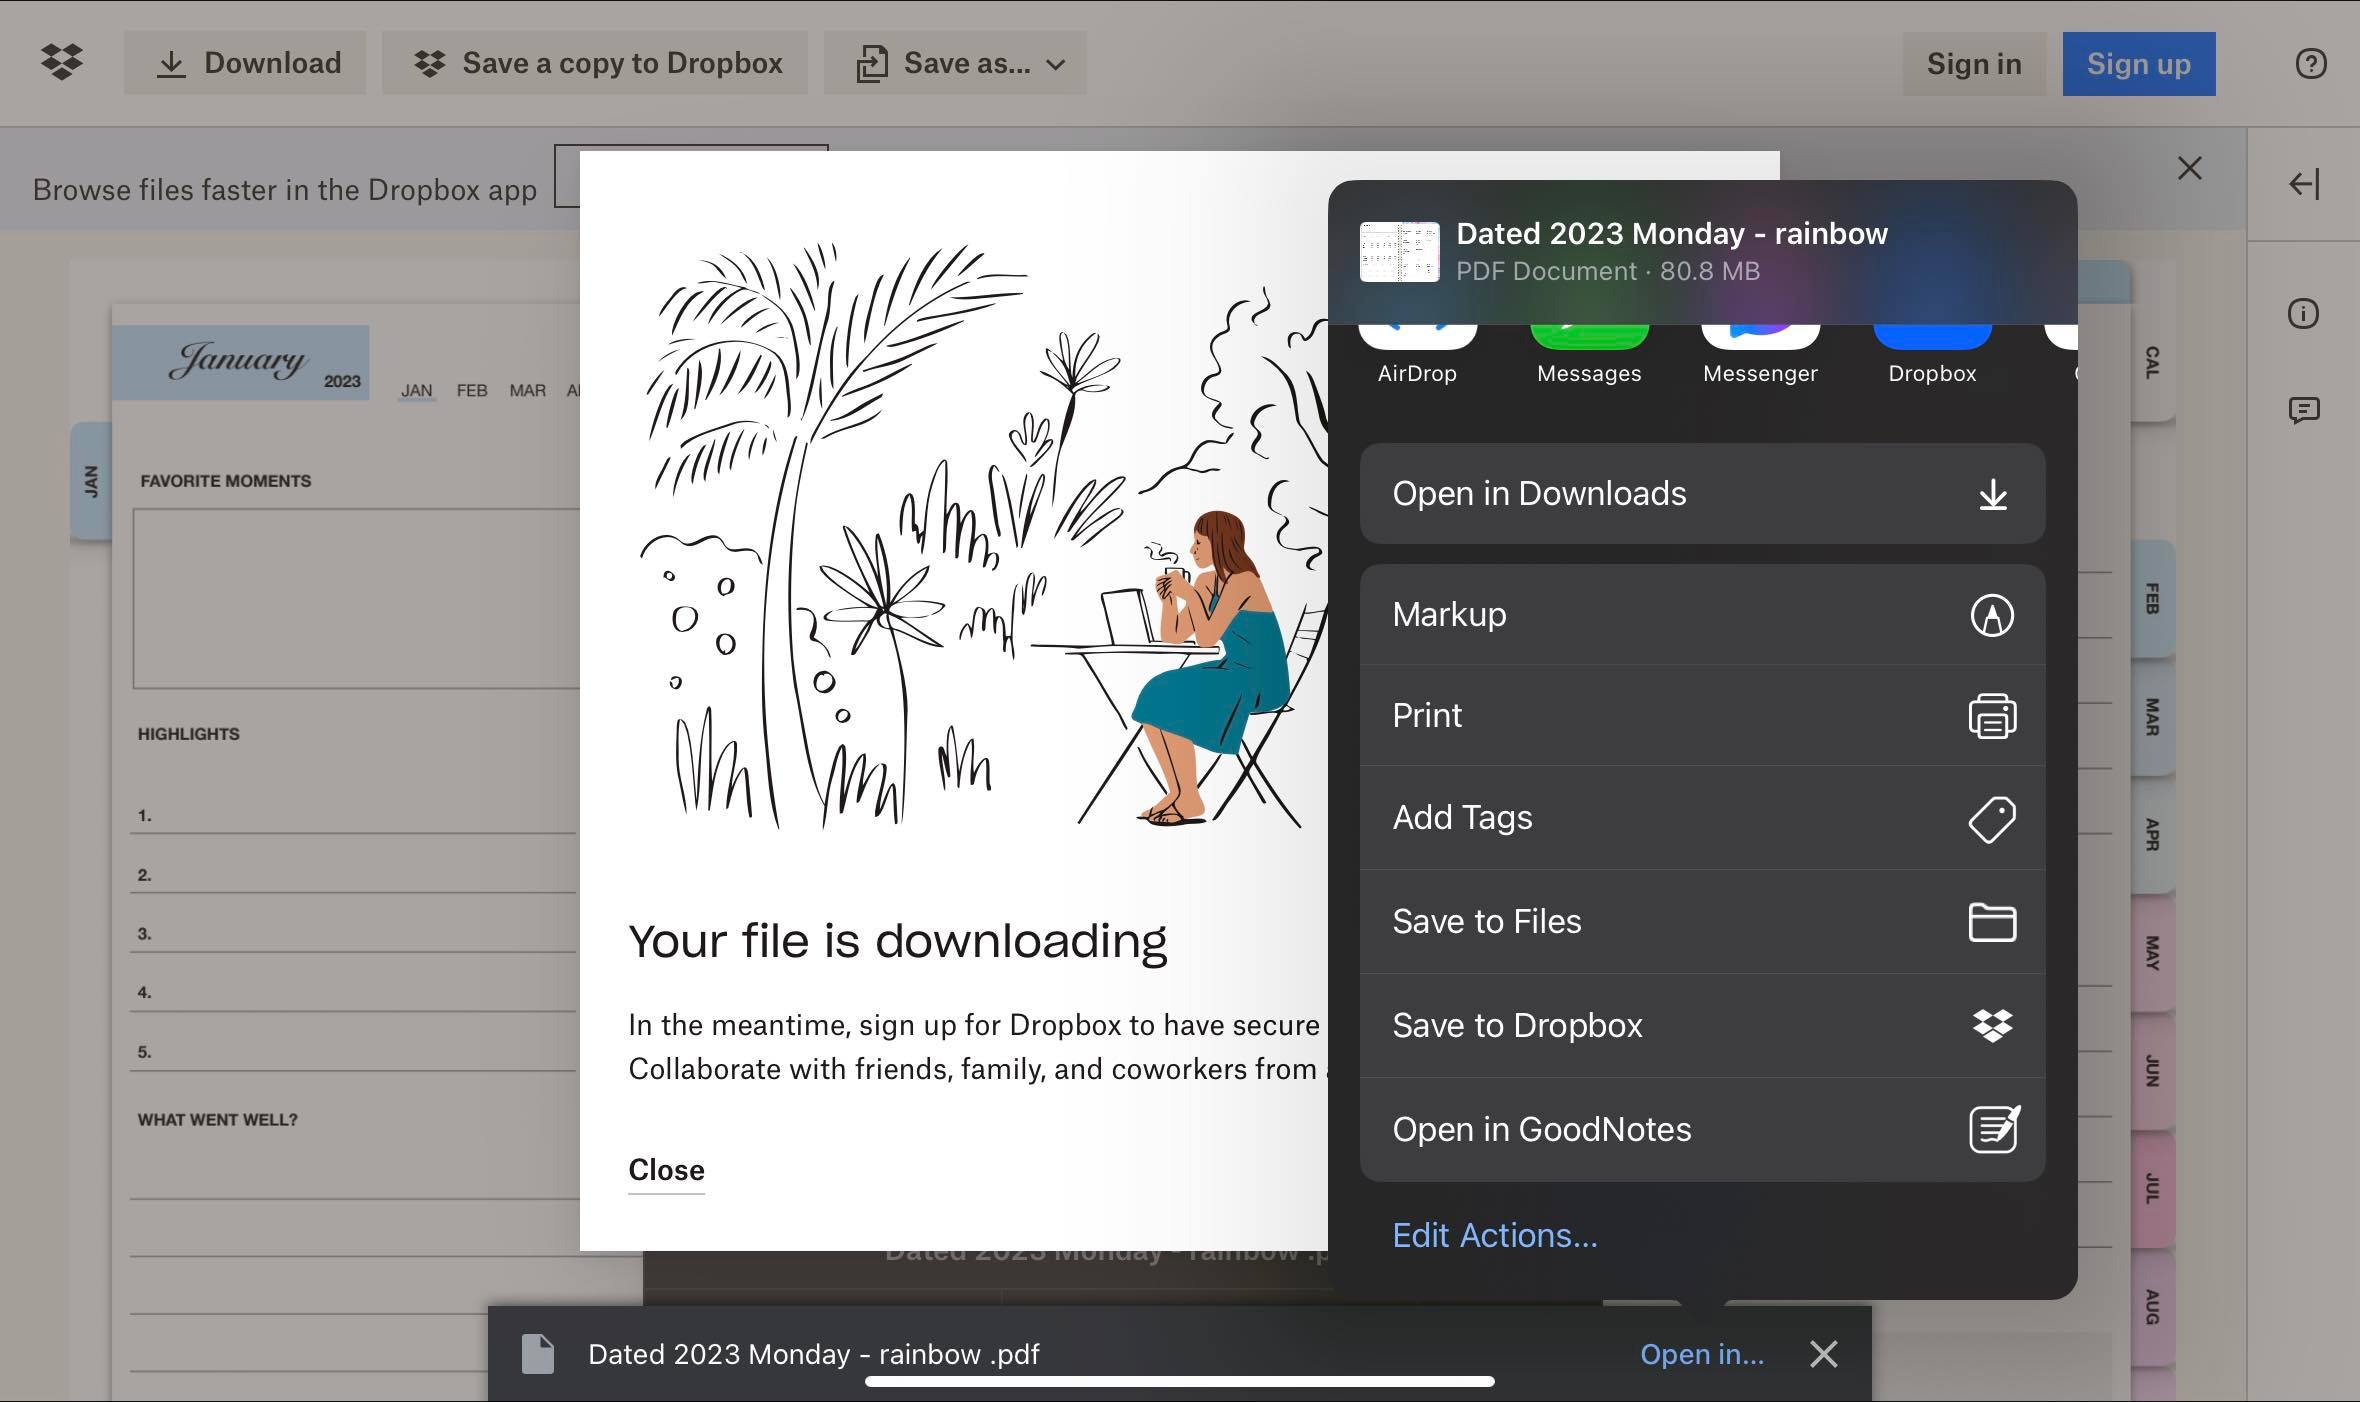 Download
Save a copy to Dropbox
Save as...
Sign in
Sign up
Browse files faster in the Dropbox app
January
2023
JAN FEB MAR
JAN
FAVORITE MOMENTS
HIGHLIGHTS
1.
2.
3.
4.
5.
WHAT WENT WELL?
Your file is downloading
In the meantime, sign up for Dropbox to have secure
Collaborate with friends, family, and coworkers from
Close
Dated 2023 Monday - rainbow
PDF Document · 80.8 MB
AirDrop
Messages
Messenger
Dropbox
Open in Downloads
Markup
Print
Add Tags
Save to Files
Save to Dropbox
Open in GoodNotes
Edit Actions...
CAL
FEB
MAR
APR
MAY
JUN
JUL
AUG
Dated 2023 Monday - rainbow .p
Dated 2023 Monday - rainbow .pdf
Open in...